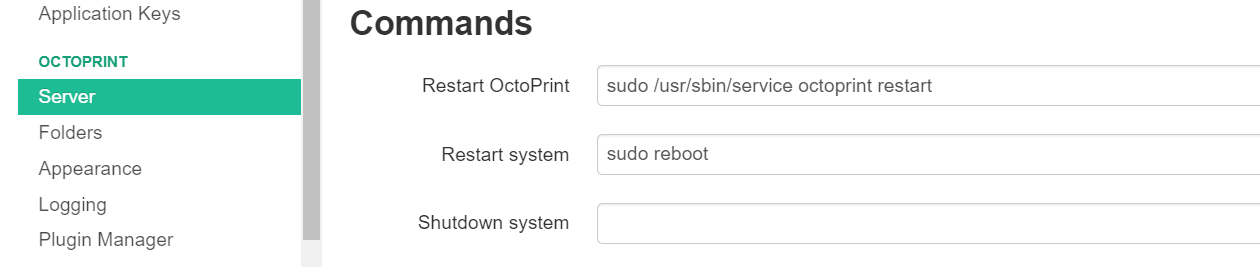 Application Keys
OCTOPRINT
Server
Folders
Appearance
Logging
Plugin Manager
Commands
Restart OctoPrint
sudo /usr/sbin/service octoprint restart
Restart system
sudo reboot
Shutdown system